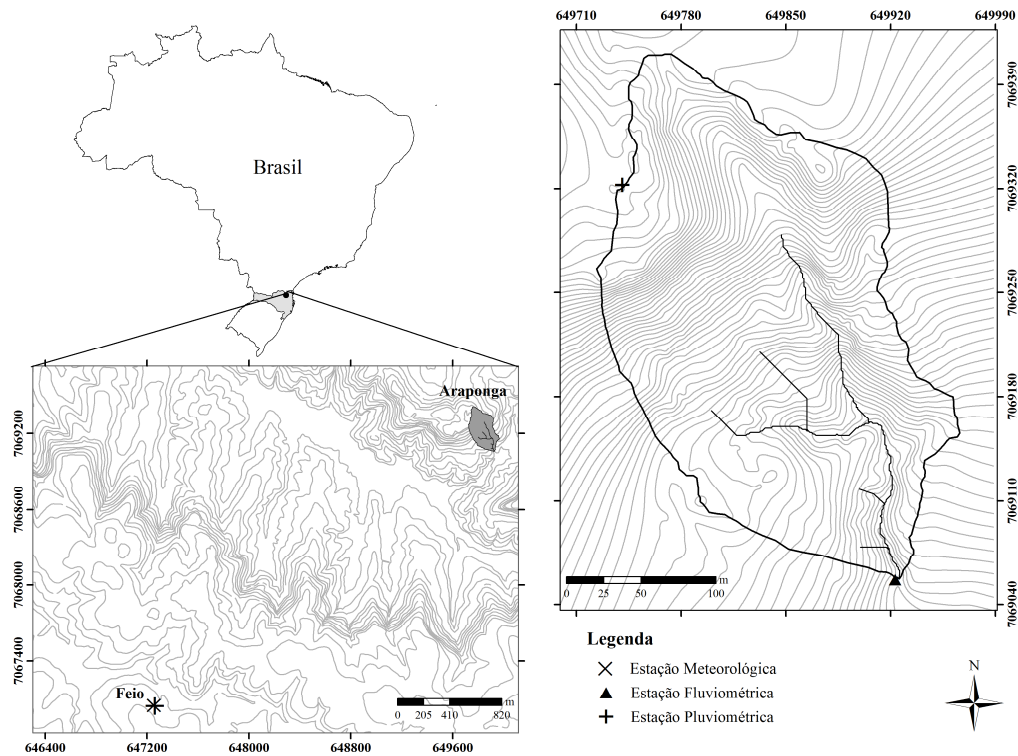 Brasil
649710 649780 649850 649920 649990
7069390
7069320
7069250
7069180
7069110
7069040
0 25 50 100
m
Araponga
7069200
7068600
7068000
7067400
Feio
m
0 205 410 820
646400 647200 648000 648800 649600
Legenda
Estação Meteorológica
Estação Fluviométrica
Estação Pluviométrica
N